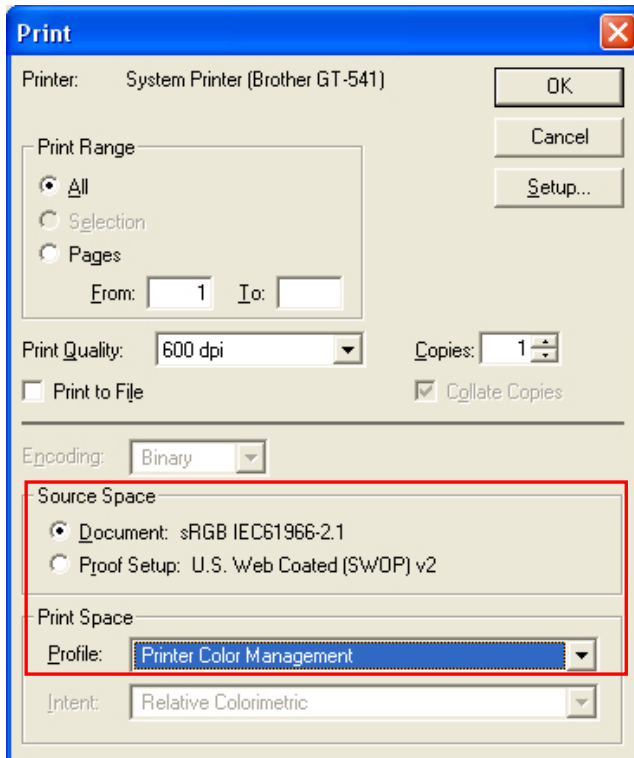 Print
Printer: System Printer (Brother GT-541)
OK
Cancel
Setup...
Print Range
All
Selection
Pages
From: 1 To:
Print Quality: 600 dpi
Copies: 1
Print to File
Collate Copies
Encoding: Binary
Source Space
Document: sRGB IEC61966-2.1
Proof Setup: U.S. Web Coated (SWOP) v2
Print Space
Profile: Printer Color Management
Intent: Relative Colorimetric